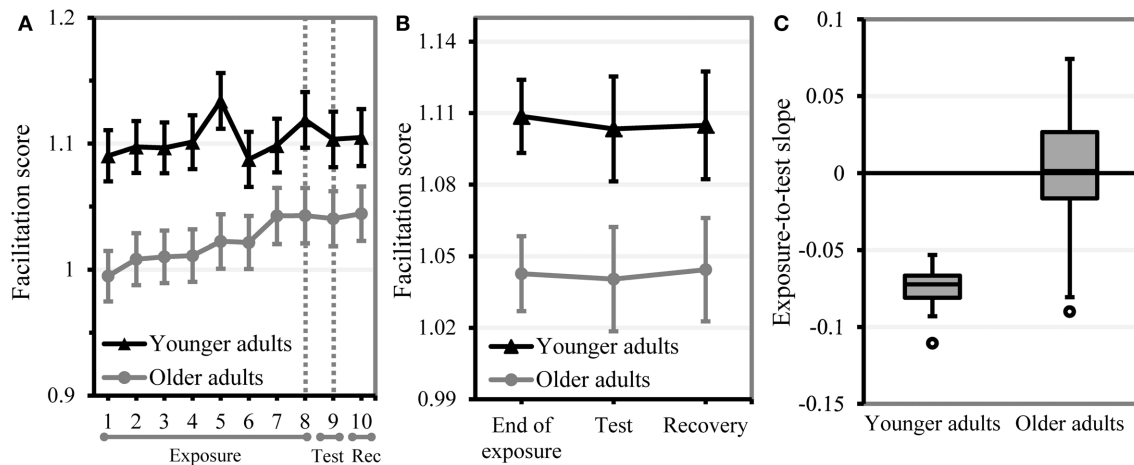 A
1.2
1.1
1
0.9
Facilitation score
Younger adults
Older adults
1 2 3 4 5 6 7 8 9 10
Exposure Test Rec
B
1.14
1.11
1.08
1.05
1.02
0.99
Facilitation score
Younger adults
Older adults
End of Test Recovery
exposure
C
0.1
0.05
0
-0.05
-0.1
-0.15
Exposure-to-test slope
Younger adults Older adults